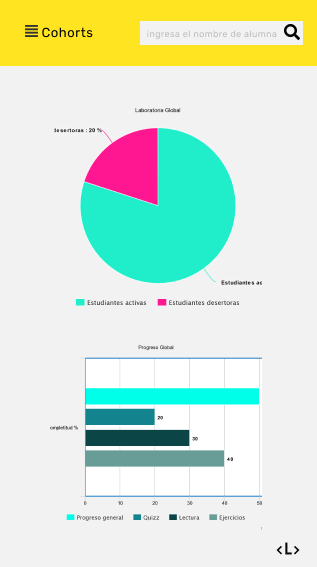 Cohorts
ingresa el nombre de alumna
Laboratoria Global
desertoras : 20 %
Estudiantes ac
Estudiantes activas
Estudiantes desertoras
Progreso Global
ompletitud %
20
30
40
0 10 20 30 40 50
Progreso general Quizz Lectura Ejercicios
<L>